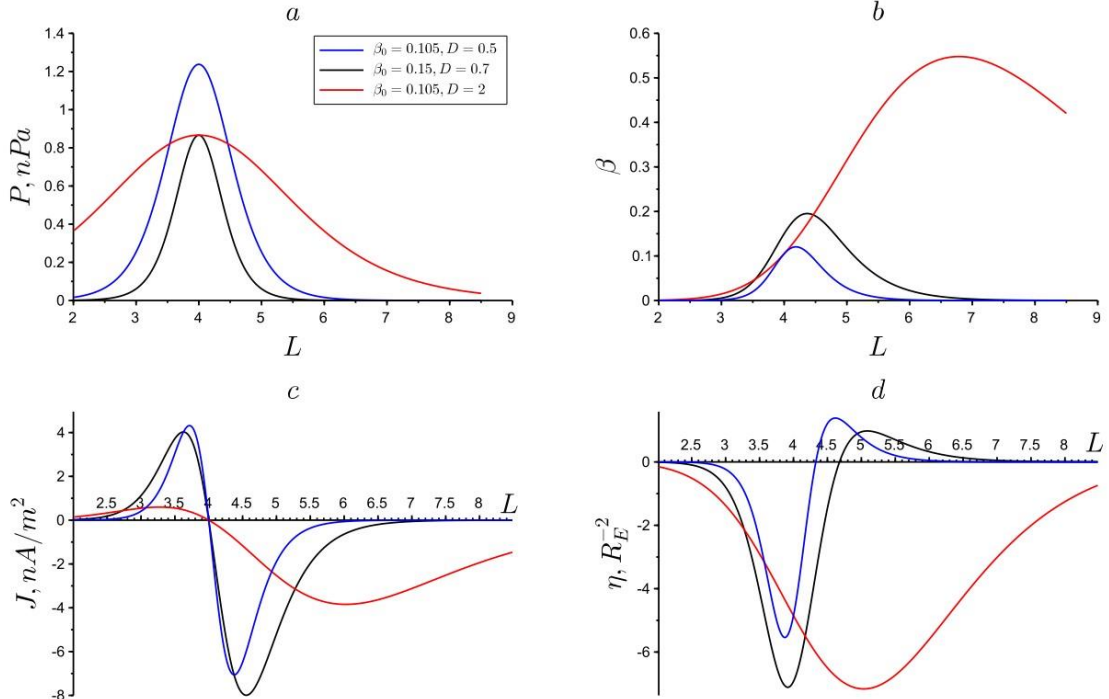 a
1.4
1.2
1
0.8
0.6
0.4
0.2
0
P, nPa
β₀ = 0.105, D = 0.5
β₀ = 0.15, D = 0.7
β₀ = 0.105, D = 2
2 3 4 5 6 7 8 9
L
b
0.6
0.5
0.4
0.3
0.2
0.1
0
β
2 3 4 5 6 7 8 9
L
c
4
2
0
-2
-4
-6
-8
J, nA/m²
2.5 3 3.5 4 4.5 5 5.5 6 6.5 7 7.5 8
L
d
0
-2
-4
-6
η, R_E^{-2}
2.5 3 3.5 4 4.5 5 5.5 6 6.5 7 7.5 8
L